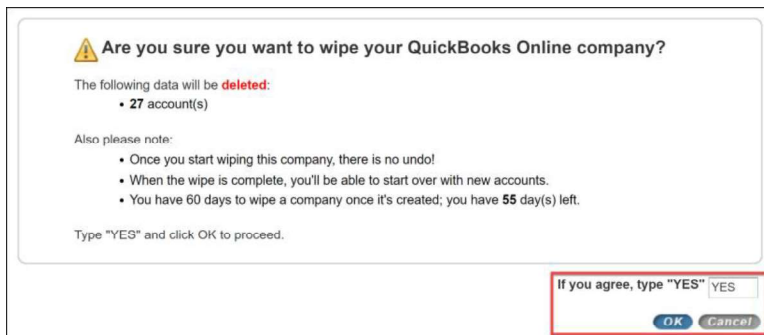 Are you sure you want to wipe your QuickBooks Online company?
The following data will be deleted:
• 27 account(s)
Also please note:
• Once you start wiping this company, there is no undo!
• When the wipe is complete, you'll be able to start over with new accounts.
• You have 60 days to wipe a company once it's created; you have 55 day(s) left.
Type "YES" and click OK to proceed.
If you agree, type "YES" YES
OK Cancel